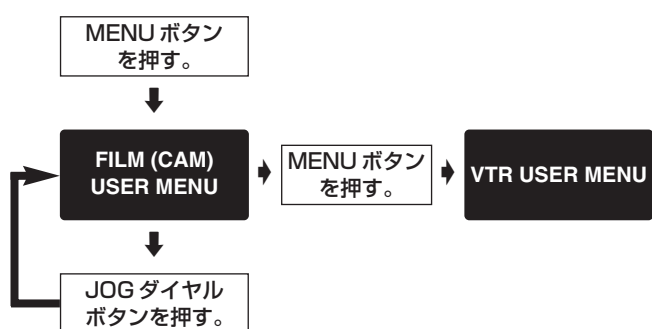 MENU ボタン
を押す。
FILM (CAM)
USER MENU
MENU ボタン
を押す。
VTR USER MENU
JOG ダイヤル
ボタンを押す。